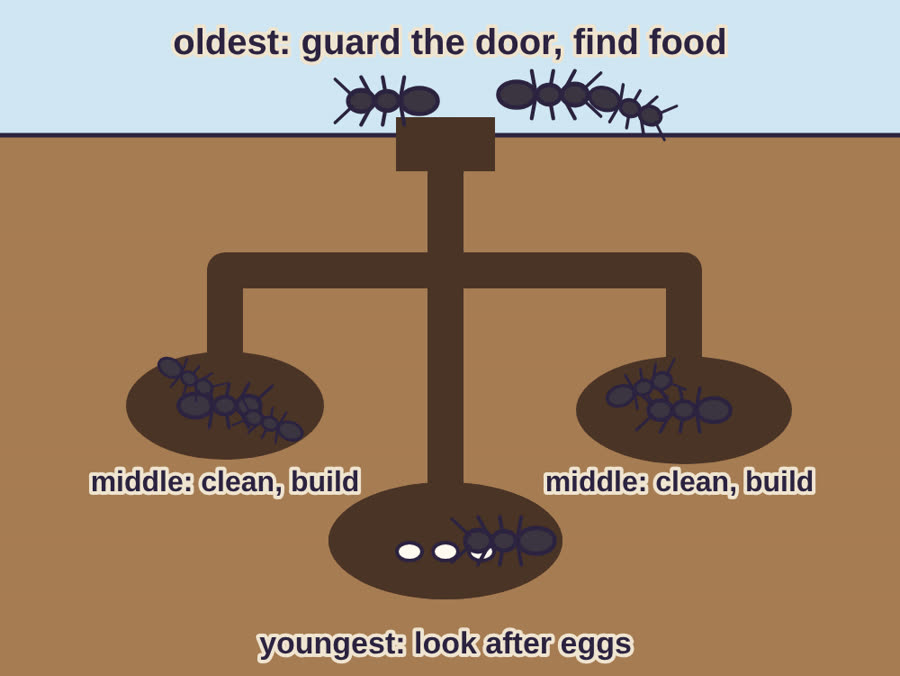 oldest: guard the door, find food
middle: clean, build
middle: clean, build
youngest: look after eggs